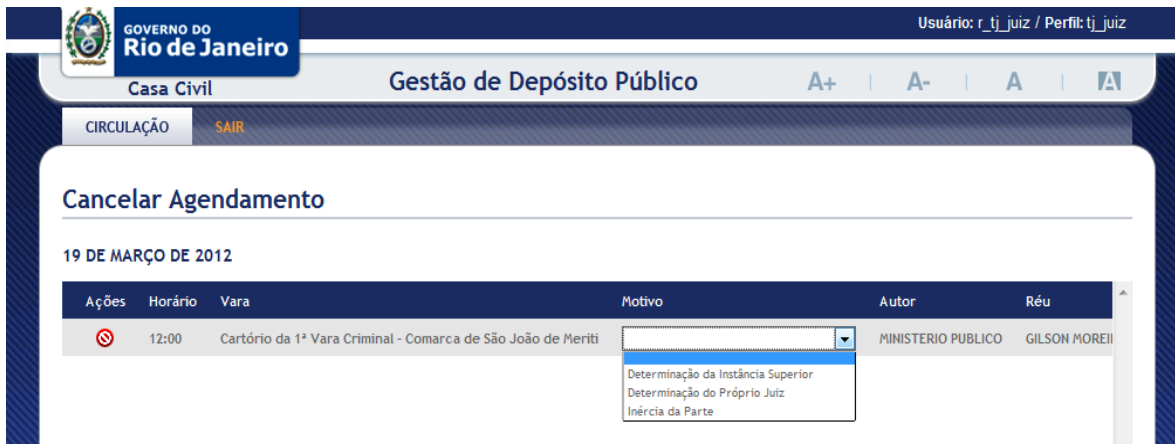 GOVERNO DO
Rio de Janeiro
Casa Civil
Usuário: r_tj_juiz / Perfil: tj_juiz
Gestão de Depósito Público
A+ | A- | A | A
CIRCULAÇÃO SAIR
Cancelar Agendamento
19 DE MARÇO DE 2012
Ações Horário Vara Motivo Autor Réu
12:00 Cartório da 1ª Vara Criminal - Comarca de São João de Meriti MINISTERIO PUBLICO GILSON MOREI
Determinação da Instância Superior
Determinação do Próprio Juiz
Inércia da Parte